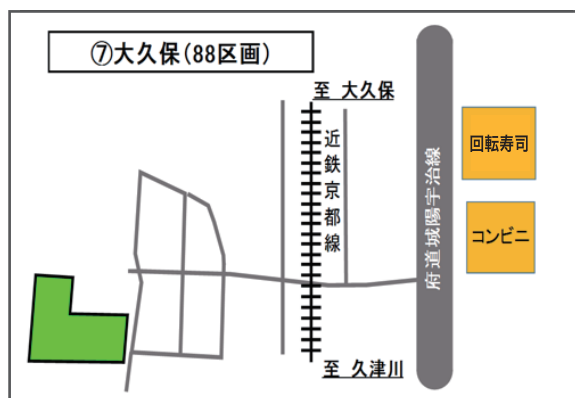 ⑦大久保(88区画)
至 大久保
近鉄京都線
府道城陽宇治線
回転寿司
コンビニ
至 久津川